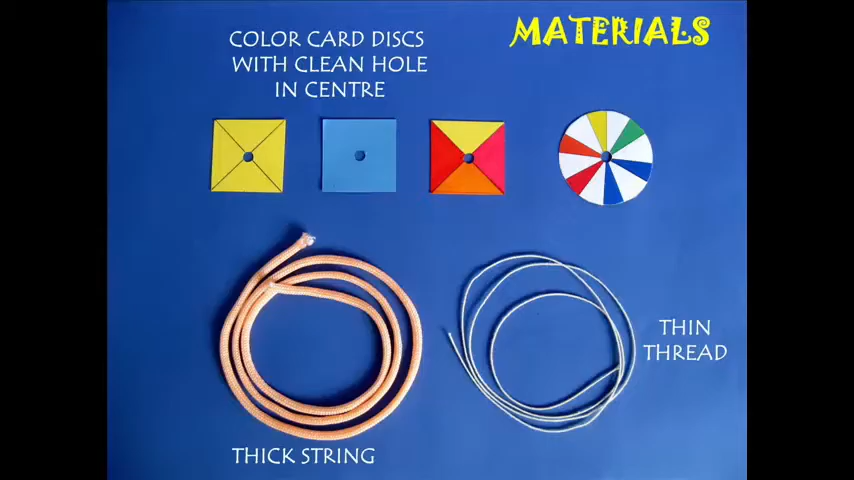 MATERIALS
COLOR CARD DISCS
WITH CLEAN HOLE
IN CENTRE
THIN
THREAD
THICK STRING